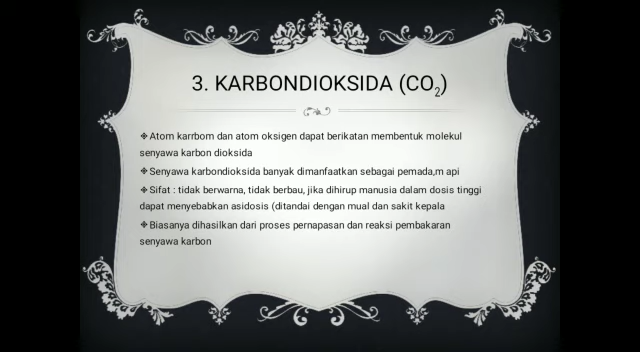 3. KARBONDIOKSIDA (CO₂)
Atom karrbom dan atom oksigen dapat berikatan membentuk molekul
senyawa karbon dioksida
Senyawa karbondioksida banyak dimanfaatkan sebagai pemada,m api
Sifat : tidak berwarna, tidak berbau, jika dihirup manusia dalam dosis tinggi
dapat menyebabkan asidosis (ditandai dengan mual dan sakit kepala
Biasanya dihasilkan dari proses pernapasan dan reaksi pembakaran
senyawa karbon